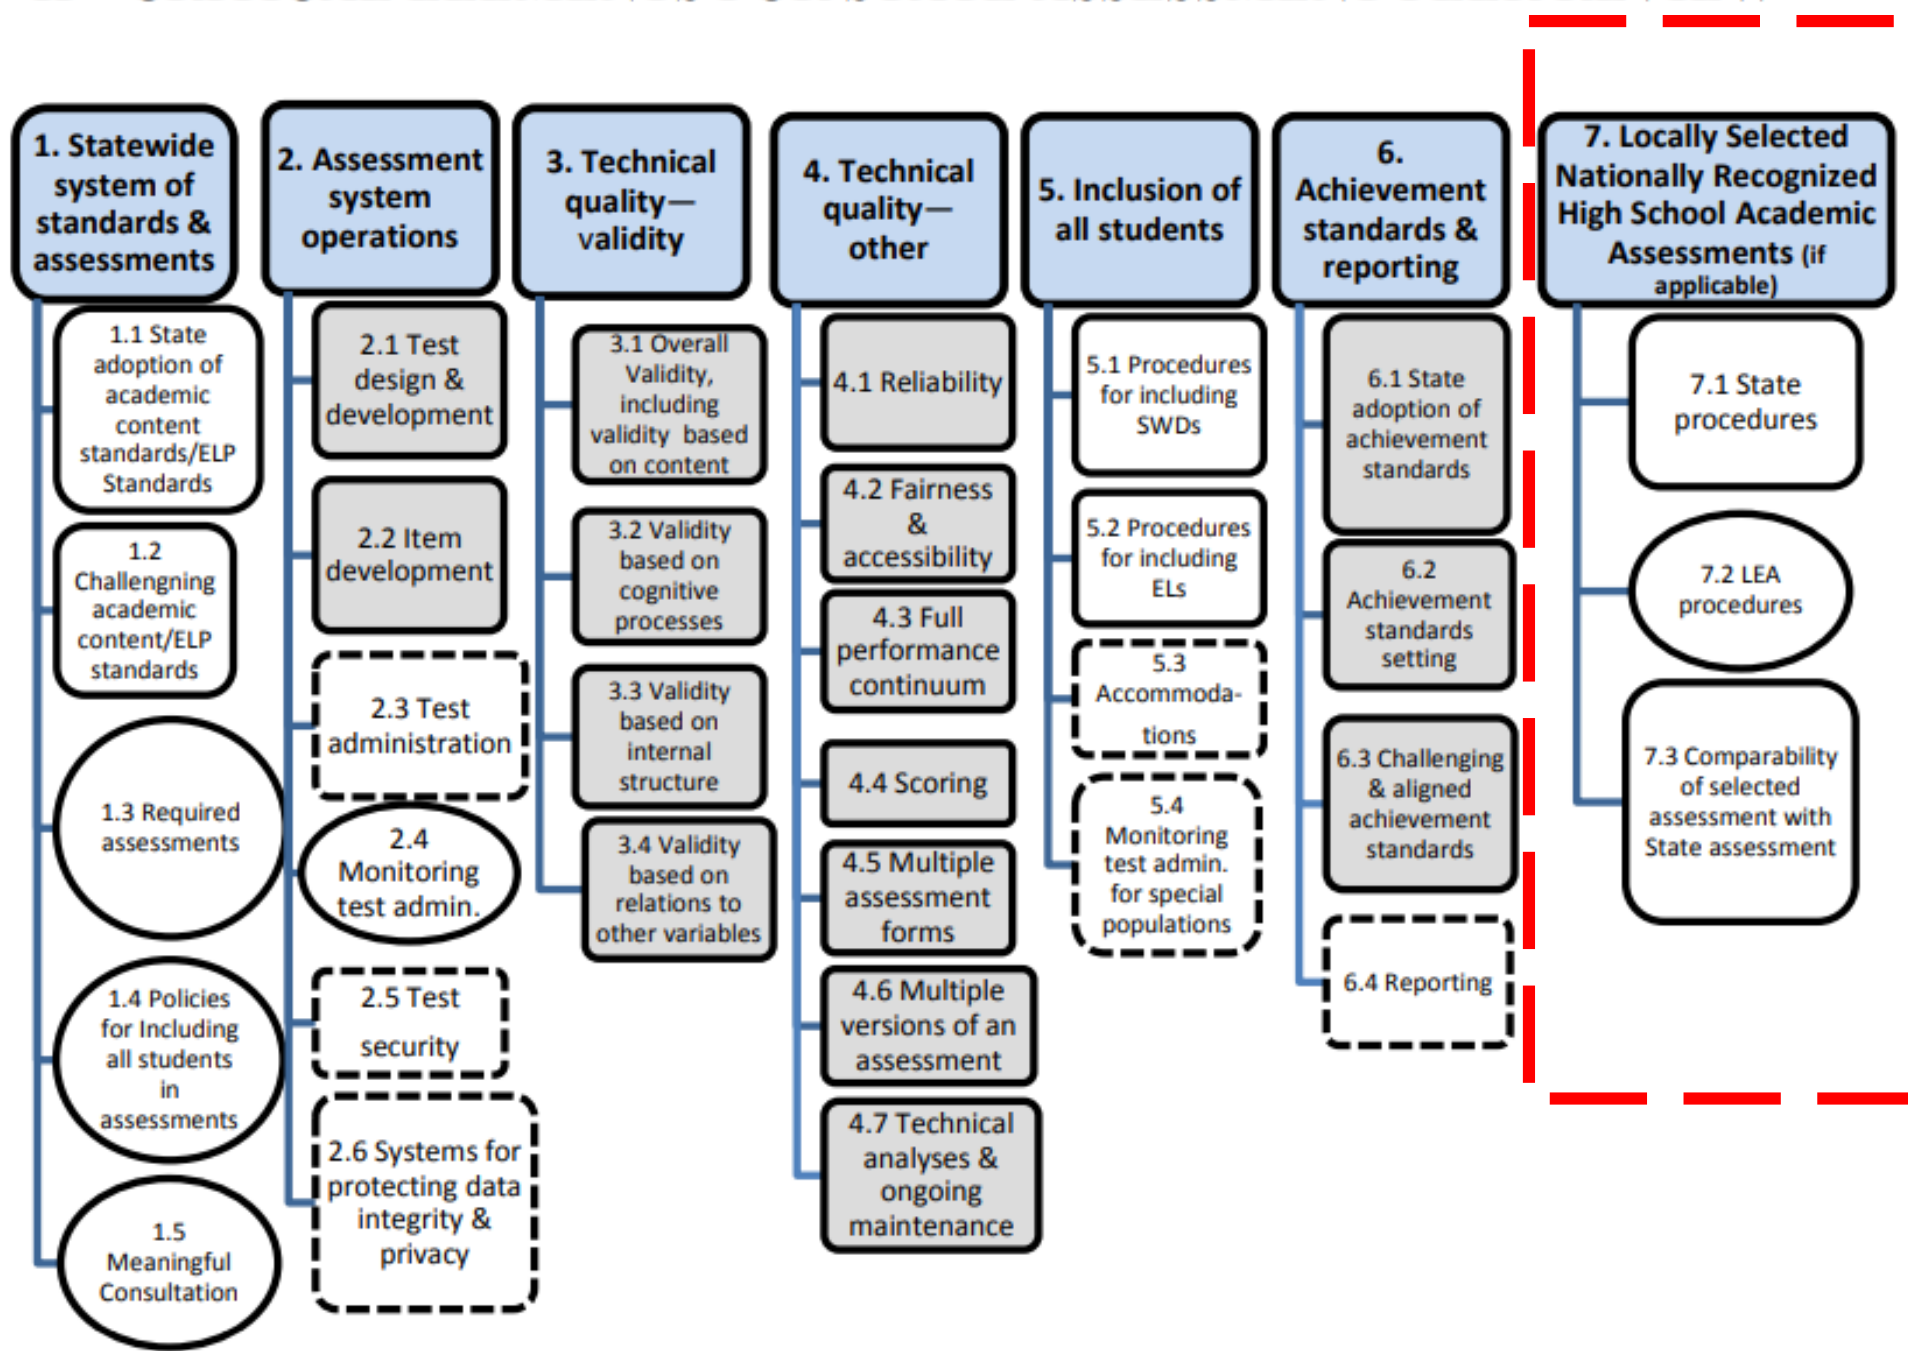 1. Statewide
system of
standards &
assessments
1.1 State
adoption of
academic
content
standards/ELP
Standards
1.2
Challengning
academic
content/ELP
standards
1.3 Required
assessments
1.4 Policies
for Including
all students
in
assessments
1.5
Meaningful
Consultation
2. Assessment
system
operations
2.1 Test
design &
development
2.2 Item
development
2.3 Test
administration
2.4
Monitoring
test admin.
2.5 Test
security
2.6 Systems for
protecting data
integrity &
privacy
3. Technical
quality—
validity
3.1 Overall
Validity,
including
validity based
on content
3.2 Validity
based on
cognitive
processes
3.3 Validity
based on
internal
structure
3.4 Validity
based on
relations to
other variables
4. Technical
quality—
other
4.1 Reliability
4.2 Fairness
&
accessibility
4.3 Full
performance
continuum
4.4 Scoring
4.5 Multiple
assessment
forms
4.6 Multiple
versions of an
assessment
4.7 Technical
analyses &
ongoing
maintenance
5. Inclusion of
all students
5.1 Procedures
for including
SWDs
5.2 Procedures
for including
ELs
5.3
Accommoda-
tions
5.4
Monitoring
test admin.
for special
populations
6.
Achievement
standards &
reporting
6.1 State
adoption of
achievement
standards
6.2
Achievement
standards
setting
6.3 Challenging
& aligned
achievement
standards
6.4 Reporting
7. Locally Selected
Nationally Recognized
High School Academic
Assessments (if
applicable)
7.1 State
procedures
7.2 LEA
procedures
7.3 Comparability
of selected
assessment with
State assessment